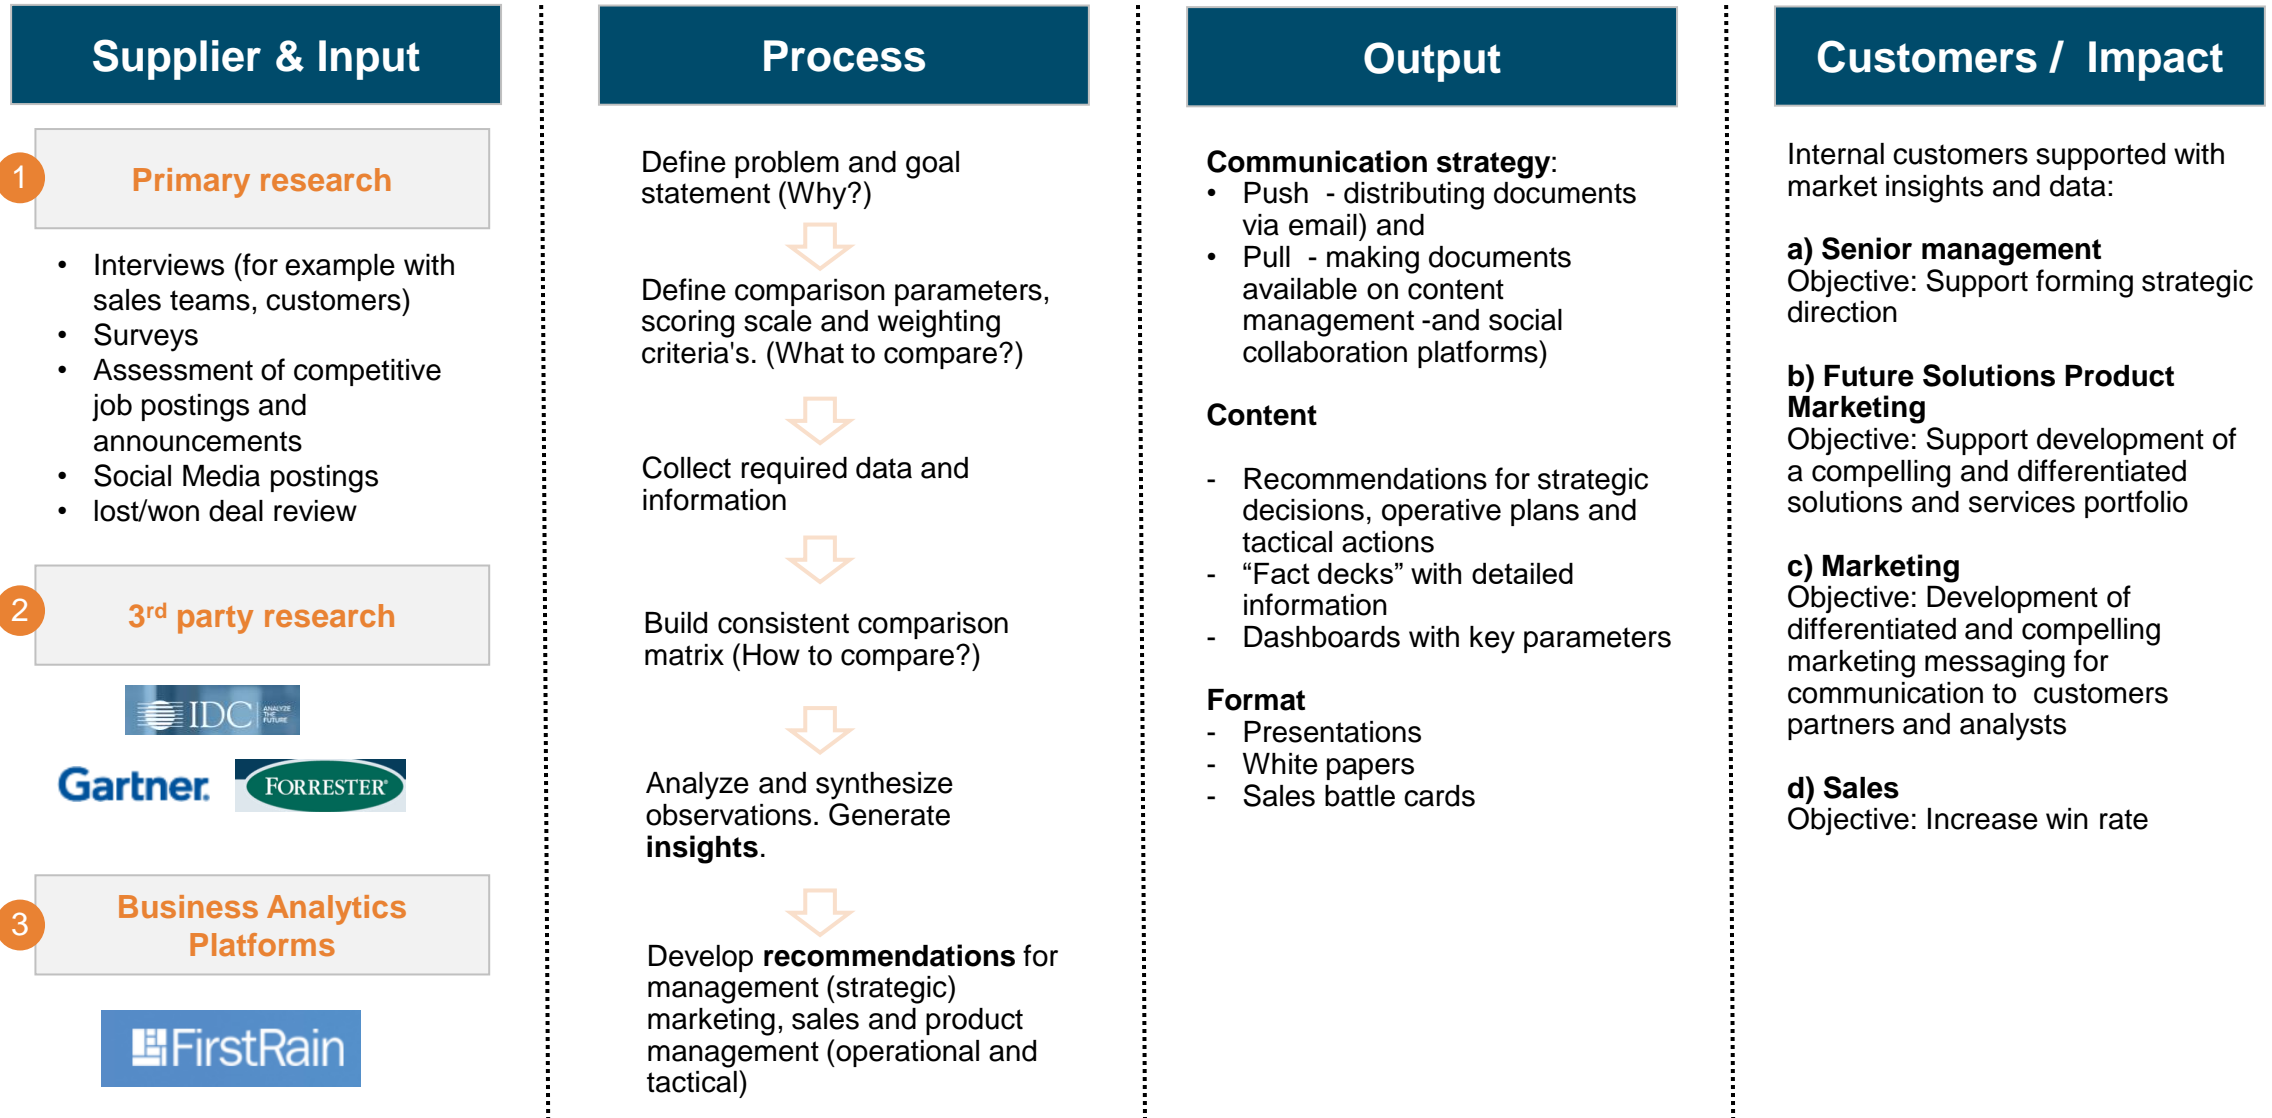 Supplier & Input
1
Primary research
• Interviews (for example with
sales teams, customers)
• Surveys
• Assessment of competitive
job postings and
announcements
• Social Media postings
• lost/won deal review
2
3rd party research
IDC
ANALYZE
THE
FUTURE
Gartner.
FORRESTER®
3
Business Analytics
Platforms
FirstRain
Process
Define problem and goal
statement (Why?)
Define comparison parameters,
scoring scale and weighting
criteria's. (What to compare?)
Collect required data and
information
Build consistent comparison
matrix (How to compare?)
Analyze and synthesize
observations. Generate
insights.
Develop recommendations for
management (strategic)
marketing, sales and product
management (operational and
tactical)
Output
Communication strategy:
• Push - distributing documents
via email) and
• Pull - making documents
available on content
management -and social
collaboration platforms)
Content
- Recommendations for strategic
decisions, operative plans and
tactical actions
- “Fact decks” with detailed
information
- Dashboards with key parameters
Format
- Presentations
- White papers
- Sales battle cards
Customers / Impact
Internal customers supported with
market insights and data:
a) Senior management
Objective: Support forming strategic
direction
b) Future Solutions Product
Marketing
Objective: Support development of
a compelling and differentiated
solutions and services portfolio
c) Marketing
Objective: Development of
differentiated and compelling
marketing messaging for
communication to customers
partners and analysts
d) Sales
Objective: Increase win rate